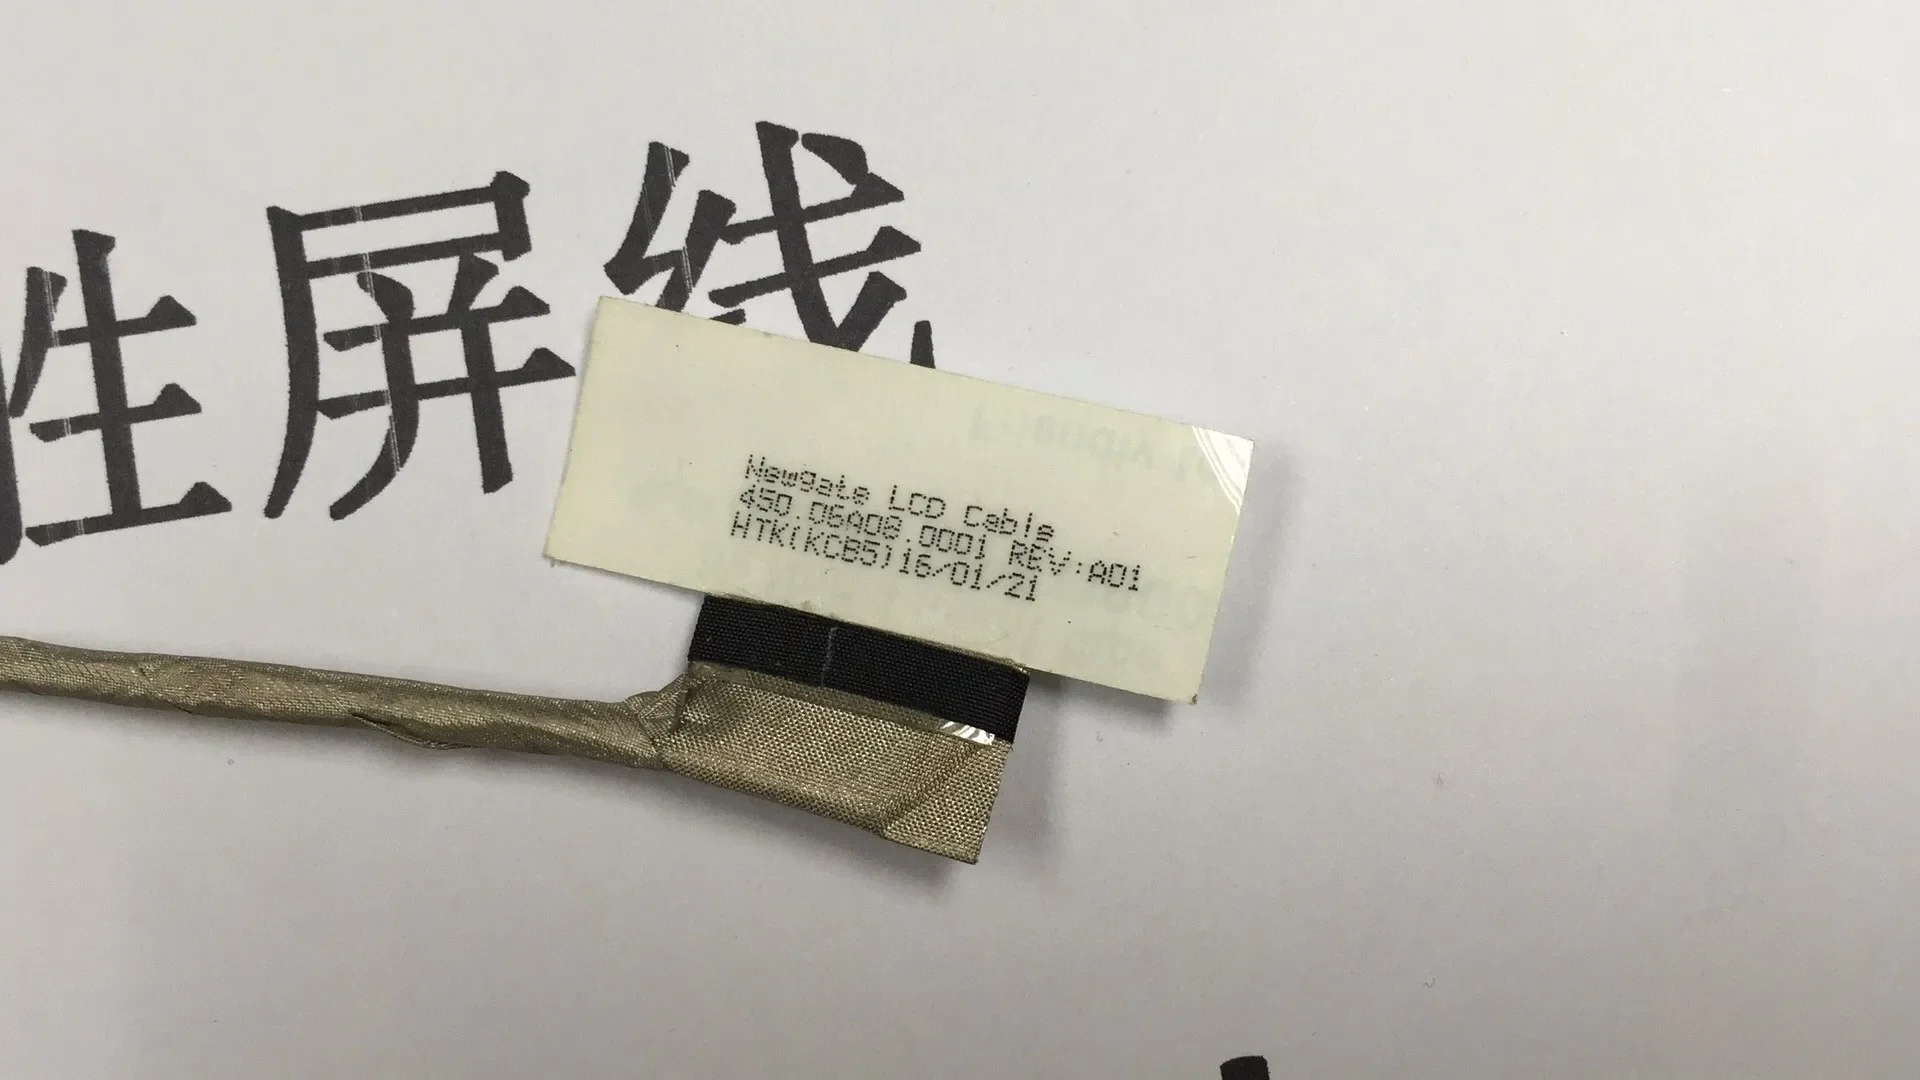 屏线
Newgate LCD Cable
450.06A08.0001 REV:A01
HTK(KCB5)16/01/21